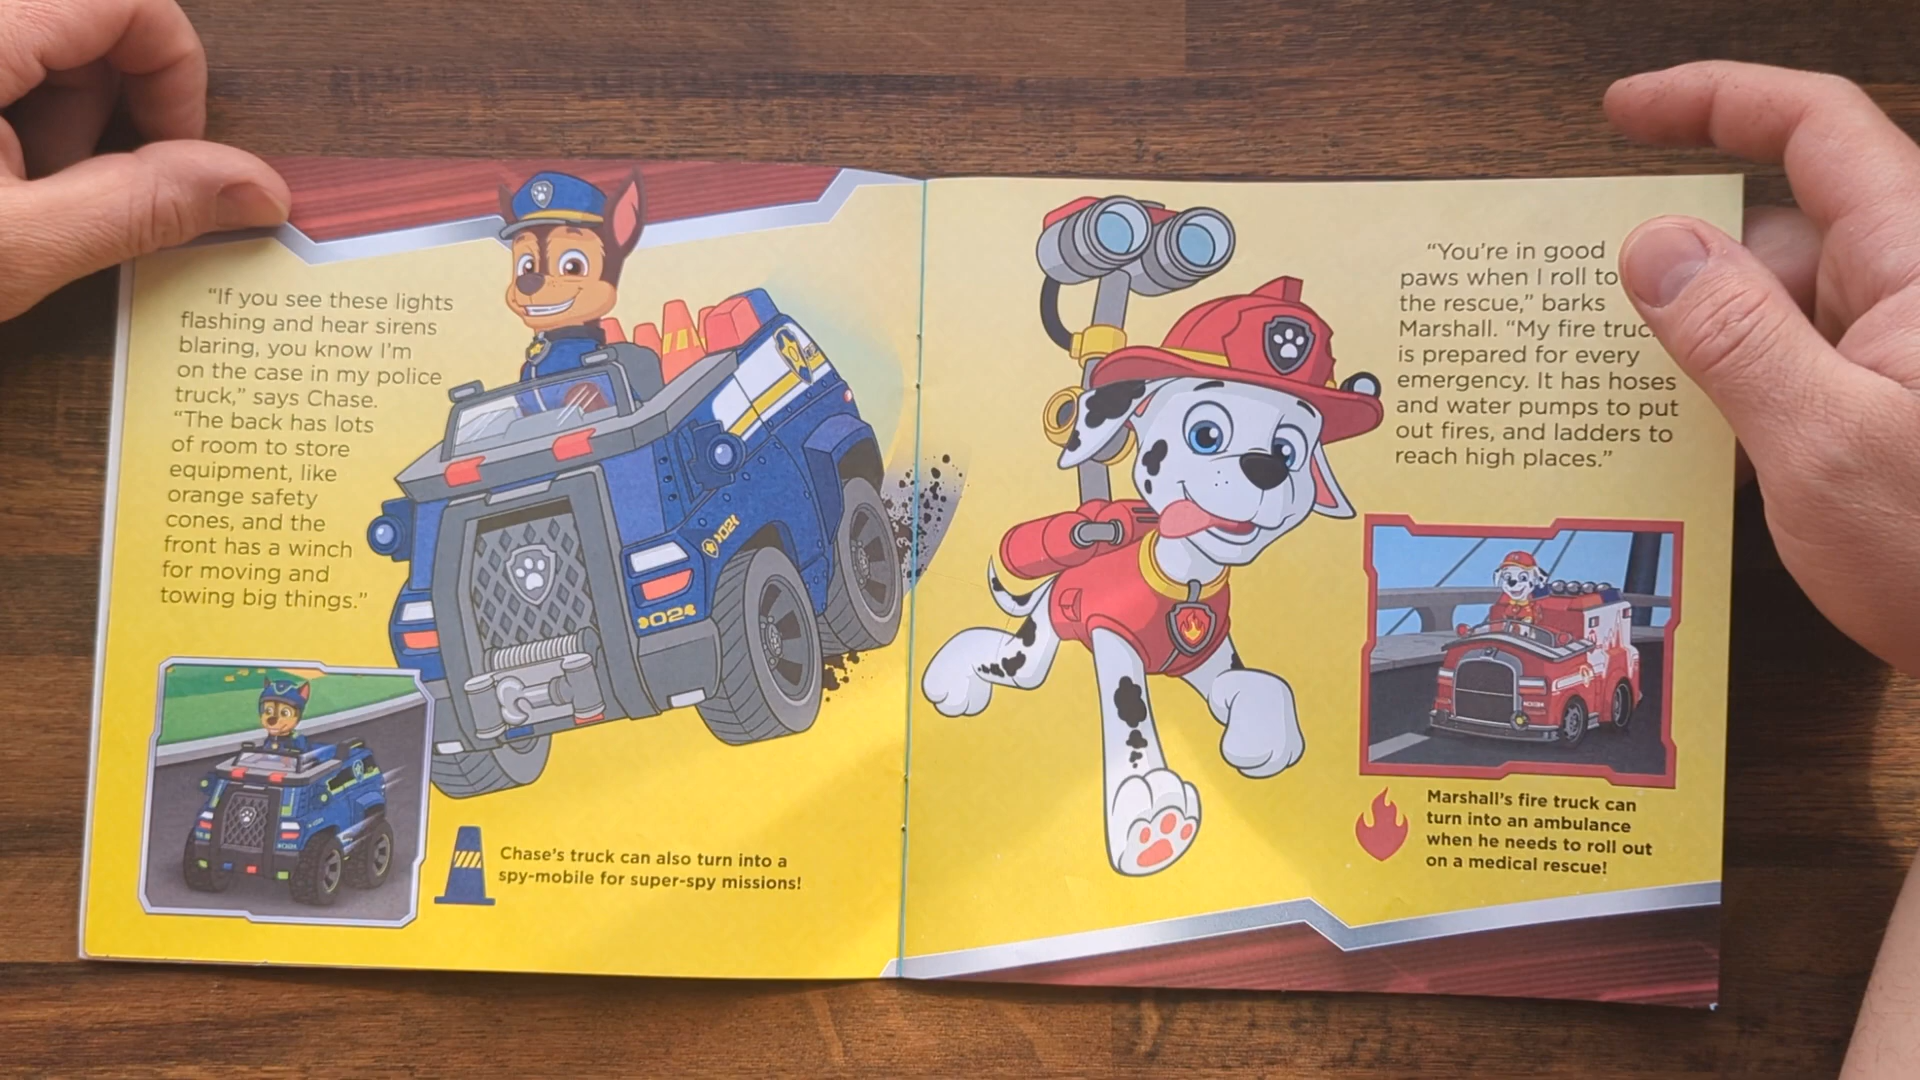 “If you see these lights
flashing and hear sirens
blaring, you know I’m
on the case in my police
truck,” says Chase.
“The back has lots
of room to store
equipment, like
orange safety
cones, and the
front has a winch
for moving and
towing big things.”
02
02
Chase’s truck can also turn into a
spy-mobile for super-spy missions!
“You’re in good
paws when I roll to
the rescue,” barks
Marshall. “My fire truc
is prepared for every
emergency. It has hoses
and water pumps to put
out fires, and ladders to
reach high places.”
Marshall’s fire truck can
turn into an ambulance
when he needs to roll out
on a medical rescue!